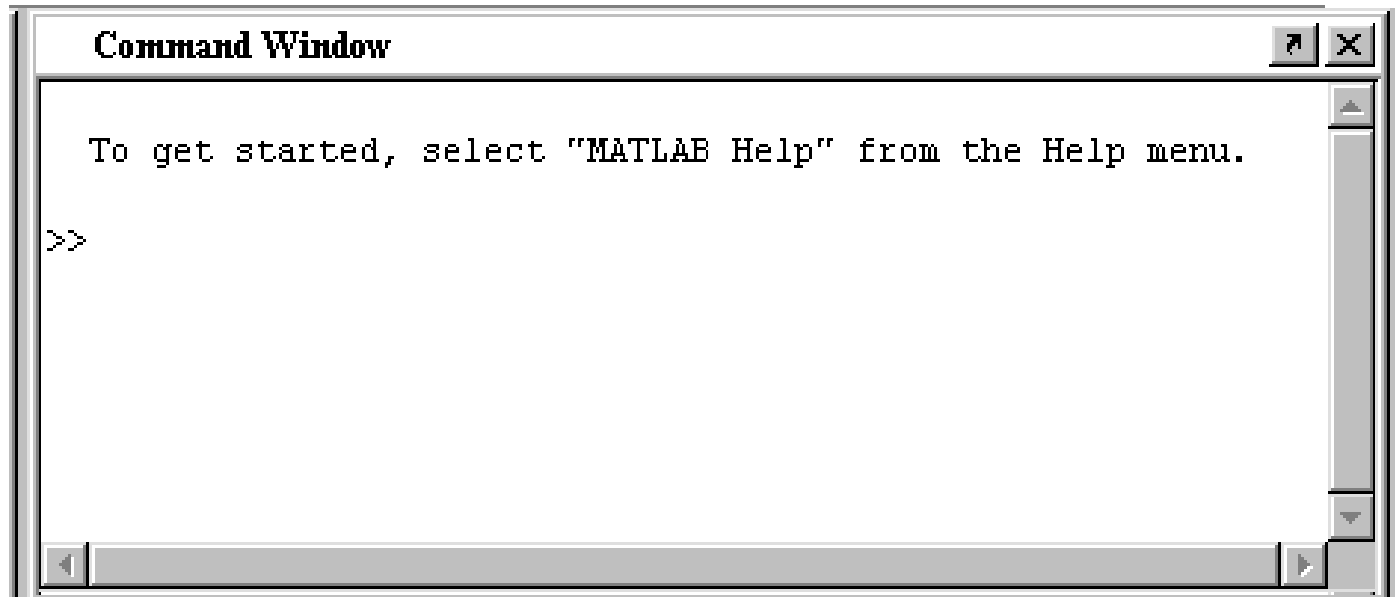 Command Window
To get started, select "MATLAB Help" from the Help menu.
>>